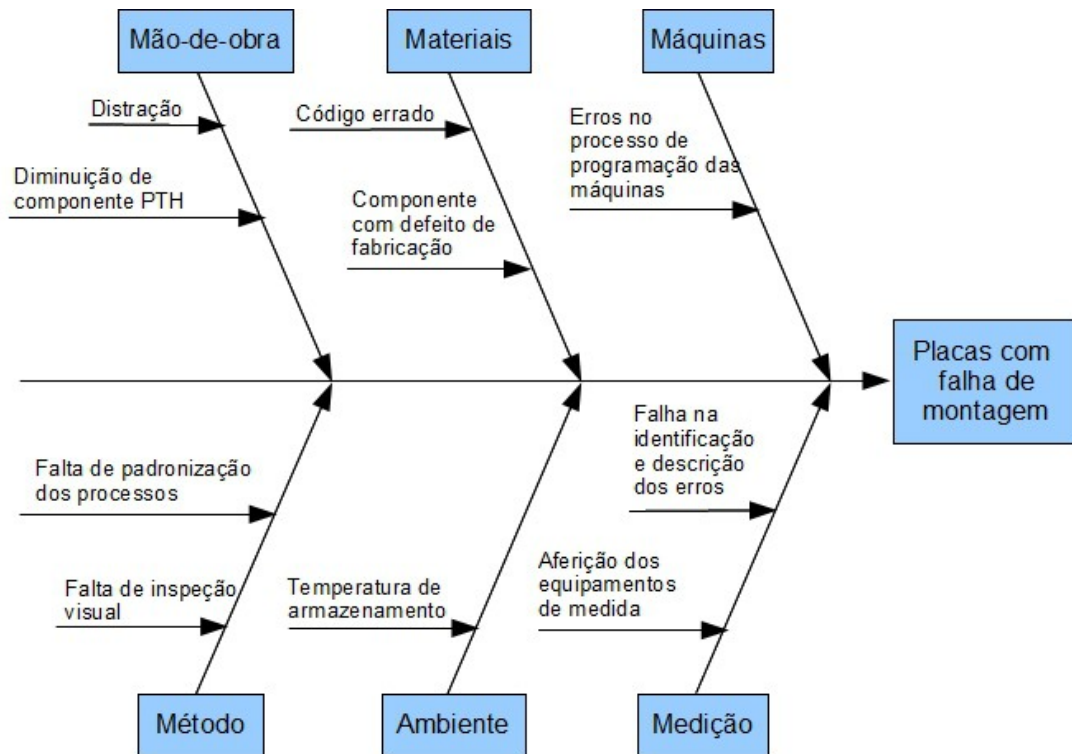 Mão-de-obra
Materiais
Máquinas
Distração
Diminuição de
componente PTH
Código errado
Componente
com defeito de
fabricação
Erros no
processo de
programação das
máquinas
Placas com
falha de
montagem
Falta de padronização
dos processos
Falta de inspeção
visual
Temperatura de
armazenamento
Falha na
identificação
e descrição
dos erros
Aferição dos
equipamentos
de medida
Método
Ambiente
Medição